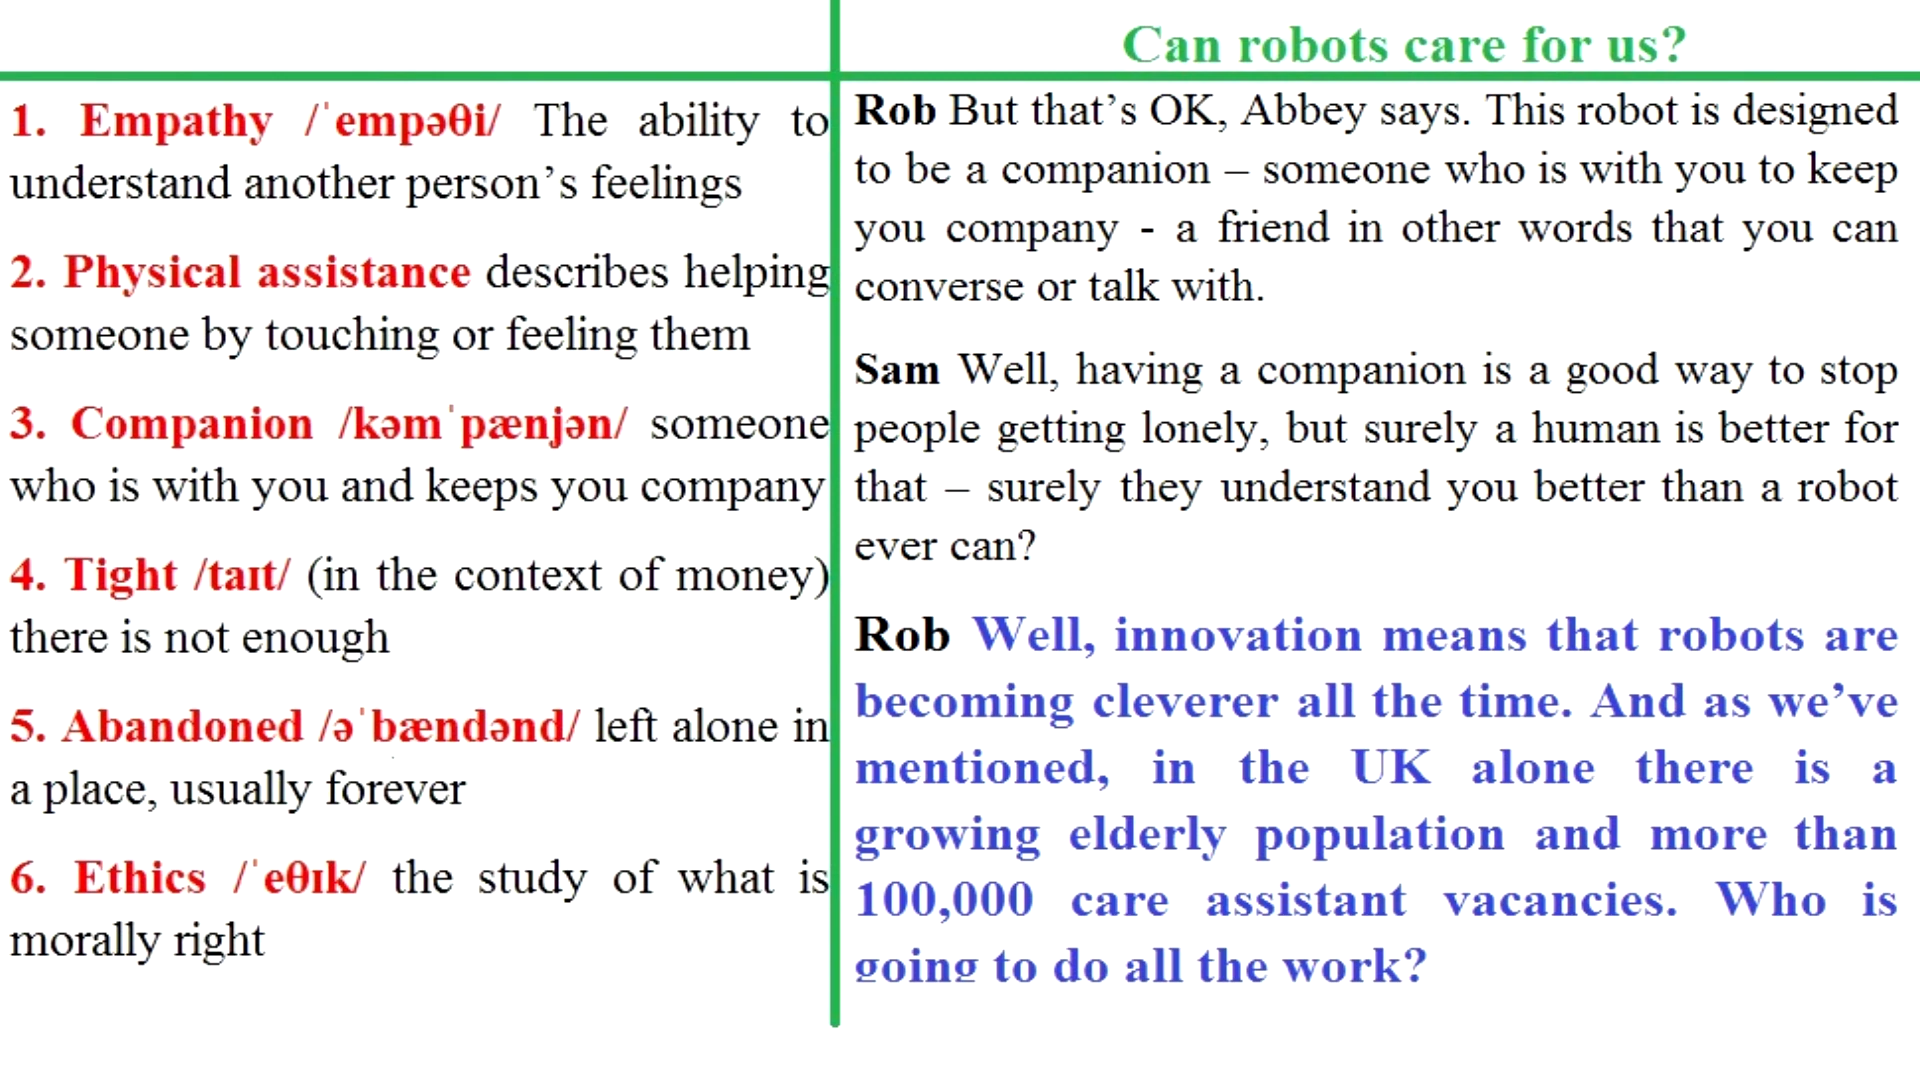 Can robots care for us?
1. Empathy /ˈempəθi/ The ability to
understand another person’s feelings
2. Physical assistance describes helping
someone by touching or feeling them
3. Companion /kəmˈpænjən/ someone
who is with you and keeps you company
4. Tight /taɪt/ (in the context of money)
there is not enough
5. Abandoned /əˈbændənd/ left alone in
a place, usually forever
6. Ethics /ˈeθɪk/ the study of what is
morally right
Rob But that’s OK, Abbey says. This robot is designed
to be a companion – someone who is with you to keep
you company - a friend in other words that you can
converse or talk with.
Sam Well, having a companion is a good way to stop
people getting lonely, but surely a human is better for
that – surely they understand you better than a robot
ever can?
Rob Well, innovation means that robots are
becoming cleverer all the time. And as we’ve
mentioned, in the UK alone there is a
growing elderly population and more than
100,000 care assistant vacancies. Who is
going to do all the work?